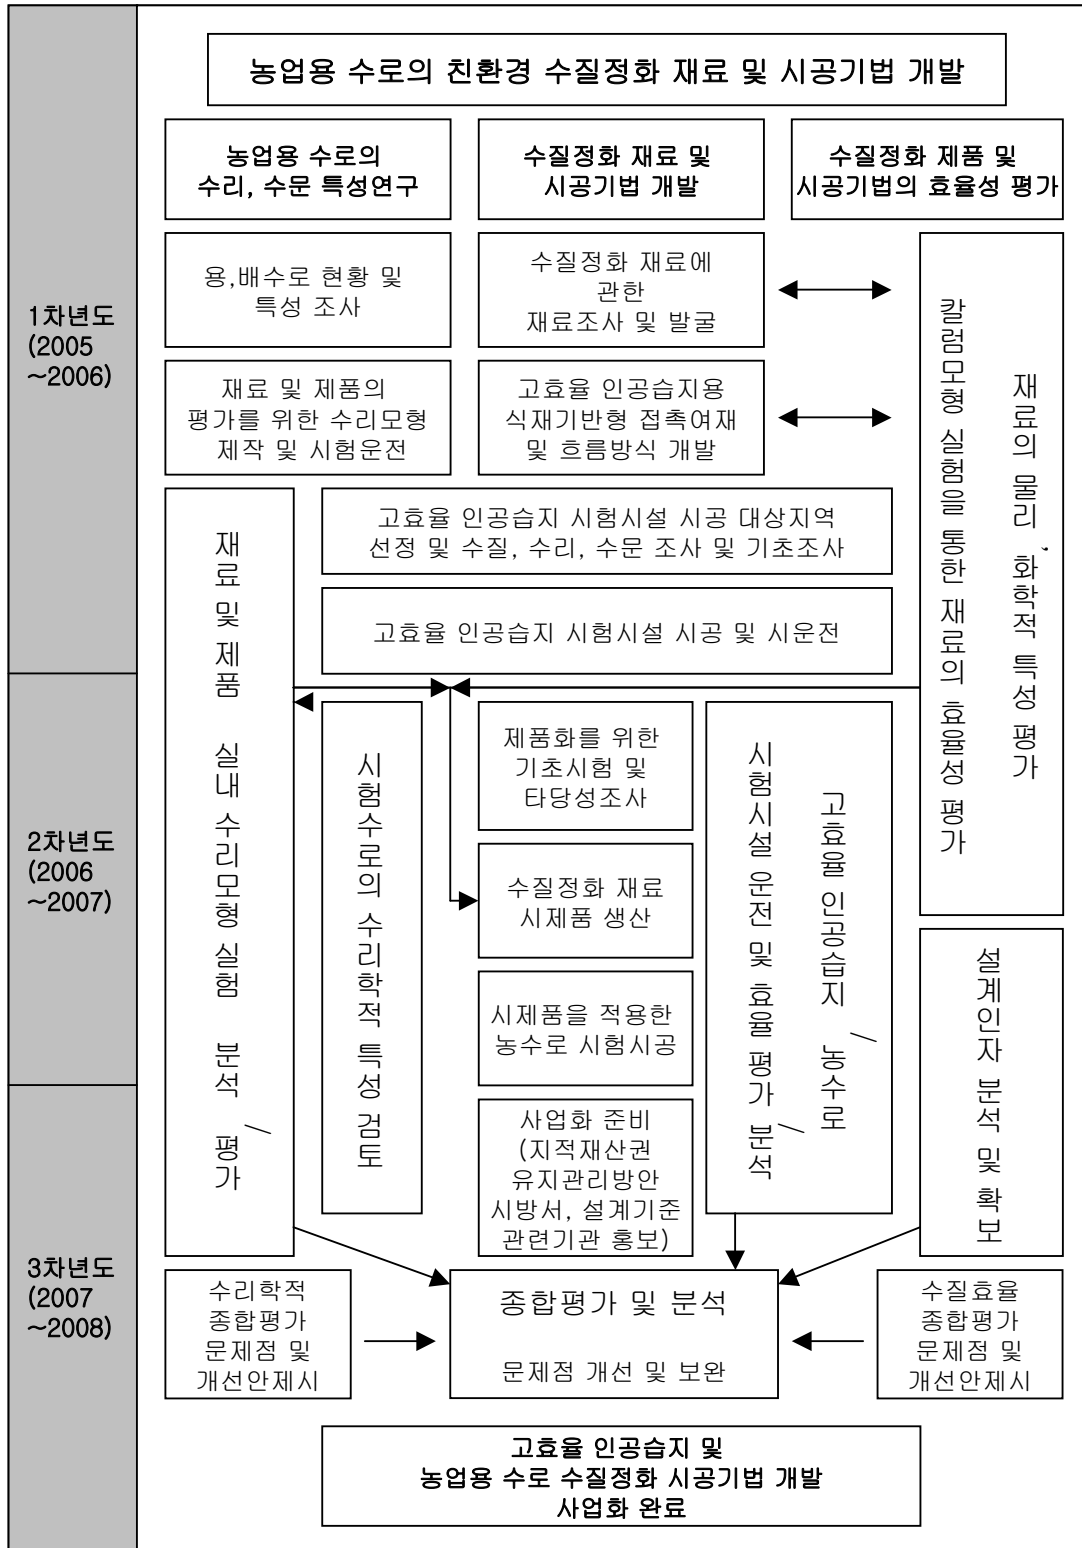 농업용 수로의 친환경 수질정화 재료 및 시공기법 개발
농업용 수로의
수리, 수문 특성연구
수질정화 재료 및
시공기법 개발
수질정화 제품 및
시공기법의 효율성 평가
1차년도
(2005
~2006)
용,배수로 현황 및
특성 조사
수질정화 재료에
관한
재료조사 및 발굴
재료 및 제품의
평가를 위한 수리모형
제작 및 시험운전
고효율 인공습지용
식재기반형 접촉여재
및 흐름방식 개발
재료의 물리, 화학적 특성 평가
칼럼모형 실험을 통한 재료의 효율성 평가
고효율 인공습지 시험시설 시공 대상지역
선정 및 수질, 수리, 수문 조사 및 기초조사
고효율 인공습지 시험시설 시공 및 시운전
재료 및 제품 실내 수리모형실험 분석/평가
2차년도
(2006
~2007)
시험수로의 수리학적 특성 검토
제품화를 위한
기초시험 및
타당성조사
수질정화 재료
시제품 생산
시제품을 적용한
농수로 시험시공
사업화 준비
(지적재산권
유지관리방안
시방서, 설계기준
관련기관 홍보)
고효율 인공습지/농수로
시험시설 운전 및 효율 평가/분석
설계인자 분석 및 확보
3차년도
(2007
~2008)
수리학적
종합평가
문제점 및
개선안제시
종합평가 및 분석
문제점 개선 및 보완
수질효율
종합평가
문제점 및
개선안제시
고효율 인공습지 및
농업용 수로 수질정화 시공기법 개발
사업화 완료